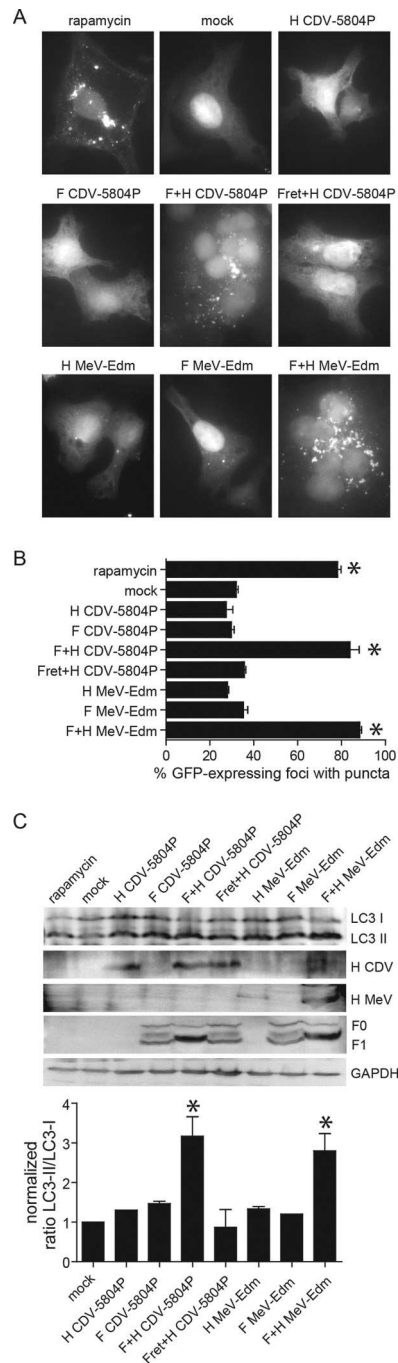 A
rapamycin mock H CDV-5804P
F CDV-5804P F+H CDV-5804P Fret+H CDV-5804P
H MeV-Edm F MeV-Edm F+H MeV-Edm
B
rapamycin *
mock
H CDV-5804P
F CDV-5804P
F+H CDV-5804P *
Fret+H CDV-5804P
H MeV-Edm
F MeV-Edm
F+H MeV-Edm *
0 20 40 60 80 100
% GFP-expressing foci with puncta
C
rapamycin mock H CDV-5804P F CDV-5804P F+H CDV-5804P Fret+H CDV-5804P H MeV-Edm F MeV-Edm F+H MeV-Edm
LC3 I
LC3 II
H CDV
H MeV
F0
F1
GAPDH
normalized
ratio LC3-II/LC3-I
4
3
2
1
0
* *
mock H CDV-5804P F CDV-5804P F+H CDV-5804P Fret+H CDV-5804P H MeV-Edm F MeV-Edm F+H MeV-Edm